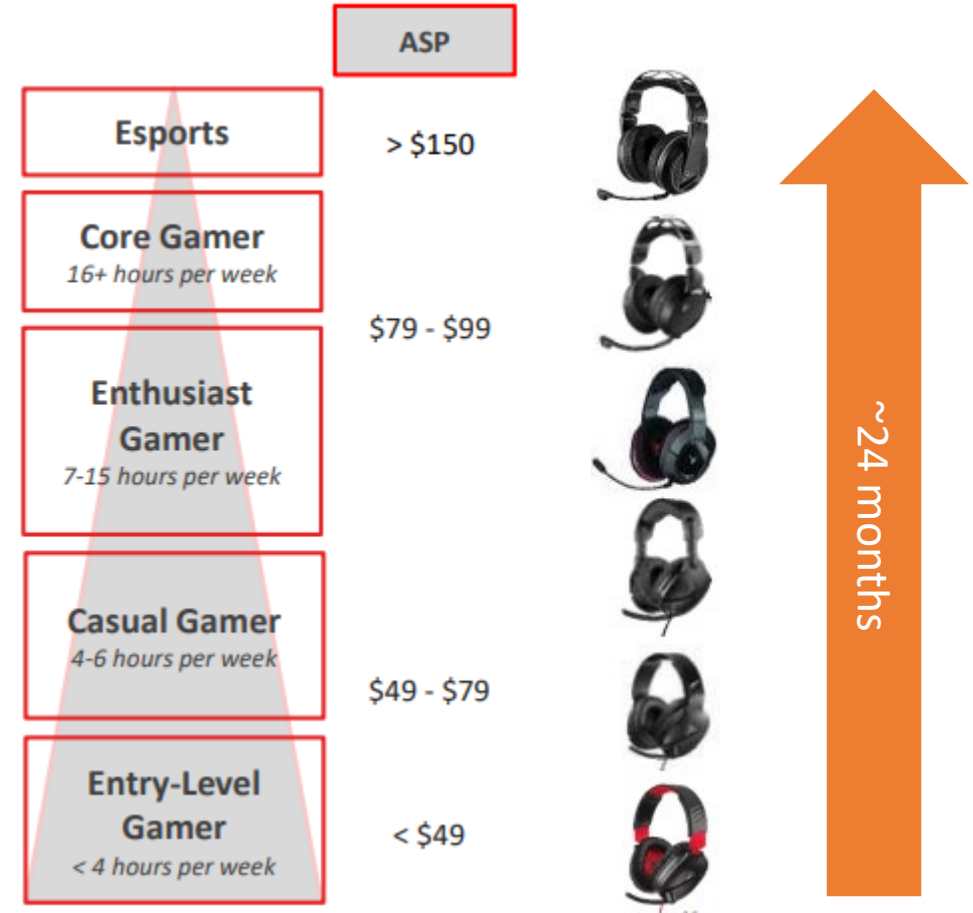 ASP
Esports
> $150
Core Gamer
16+ hours per week
$79 - $99
Enthusiast
Gamer
7-15 hours per week
Casual Gamer
4-6 hours per week
$49 - $79
Entry-Level
Gamer
< 4 hours per week
< $49
~24 months